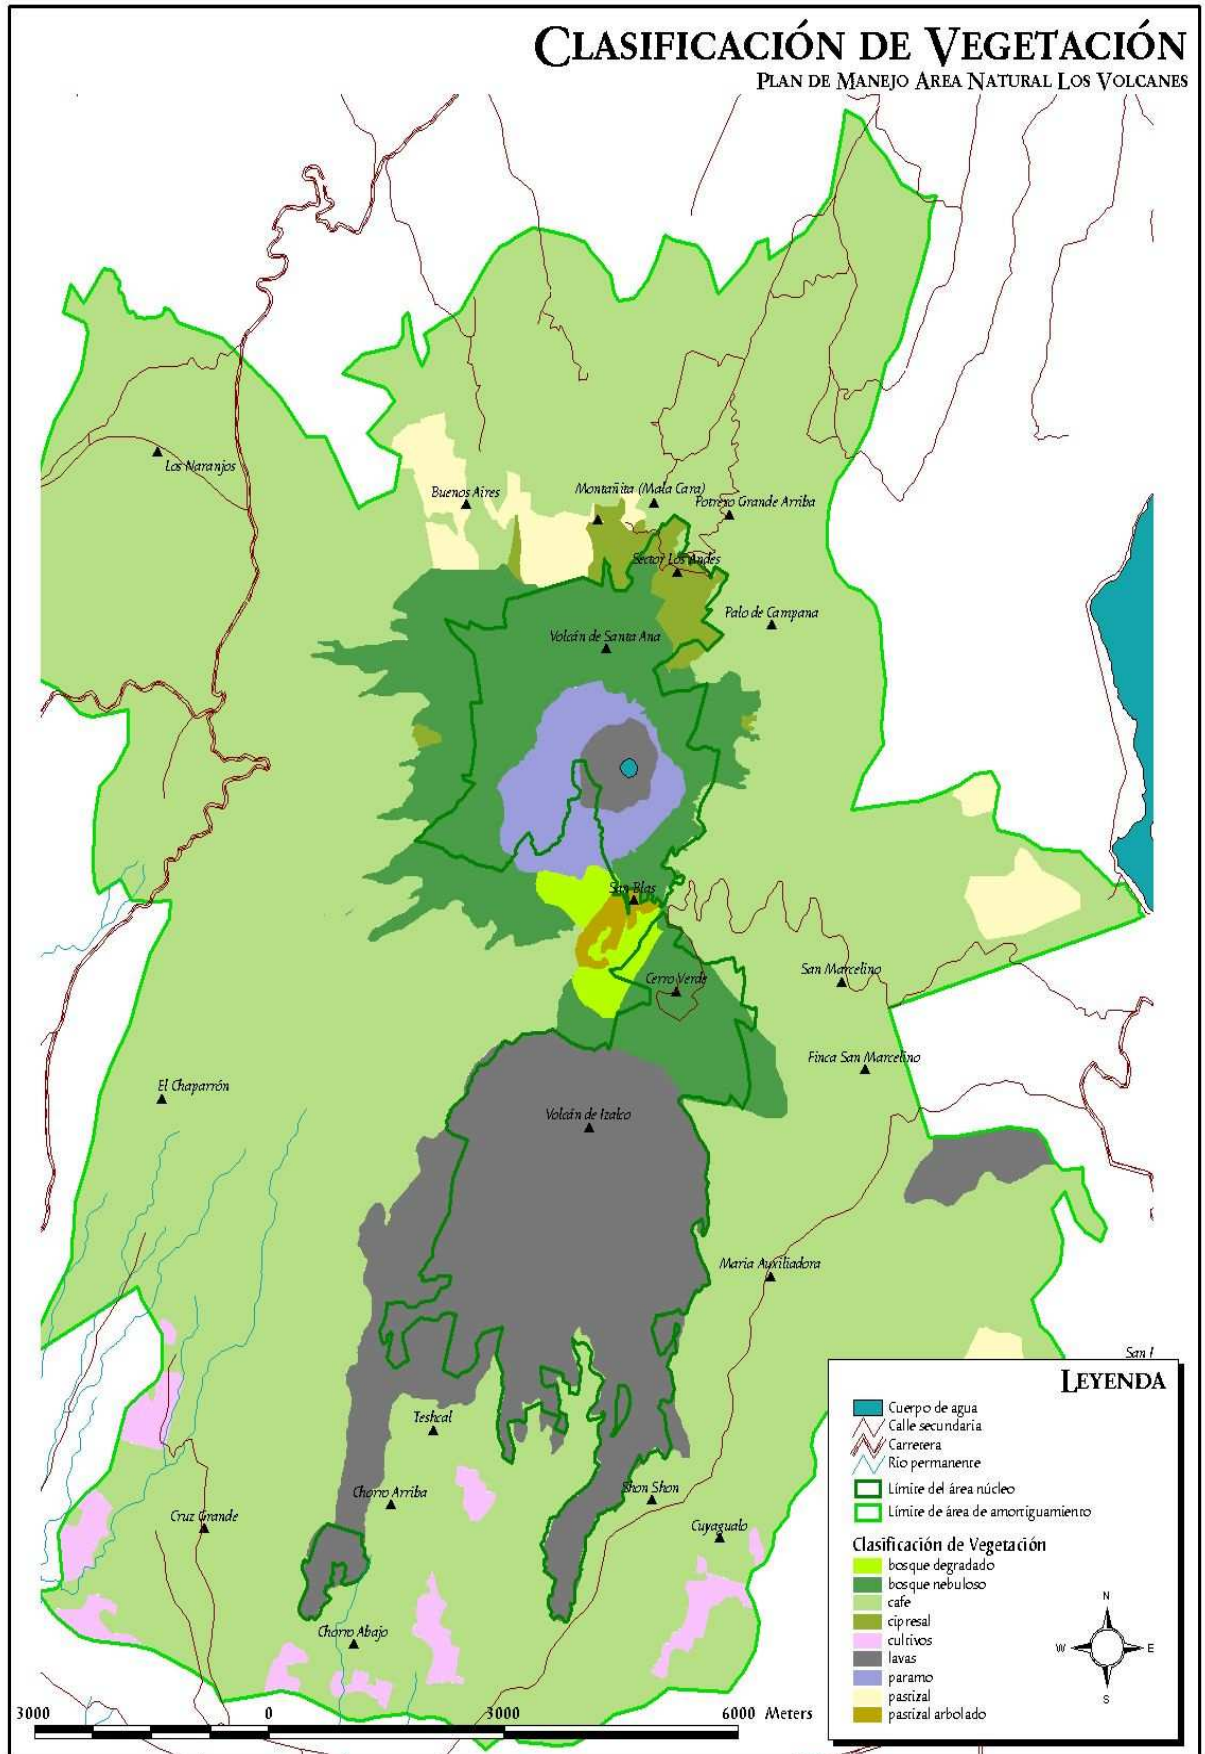 CLASIFICACIÓN DE VEGETACIÓN
PLAN DE MANEJO AREA NATURAL LOS VOLCANES
Los Naranjos
Buenos Aires
Montañita (Mala Cara)
Potrero Grande Arriba
Sector Los Andes
Palo de Campana
Volcán de Santa Ana
San Blas
San Marcelino
Cerro Verde
Finca San Marcelino
El Chaparrón
Volcán de Izalco
Maria Auxiliadora
San
Teshcal
Chorro Arriba
Shon Shon
Cruz Grande
Cuyagualo
Chorro Abajo
LEYENDA
Cuerpo de agua
Calle secundaria
Carretera
Rio permanente
Límite del área núcleo
Límite de área de amortiguamiento
Clasificación de Vegetación
bosque degradado
bosque nebuloso
cafe
cipresal
cultivos
lavas
paramo
pastizal
pastizal arbolado
N
W E
S
3000 0 3000 6000 Meters